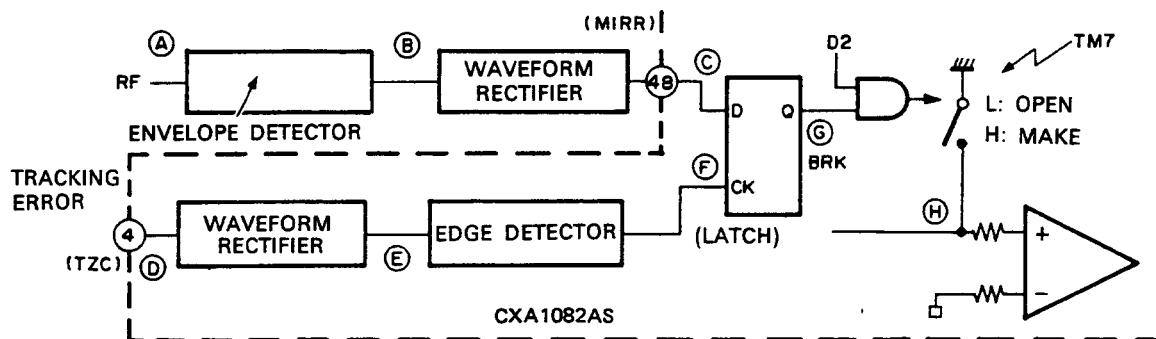 (MIRR)
Ⓐ
Ⓑ
RF
ENVELOPE DETECTOR
WAVEFORM
RECTIFIER
48
Ⓒ
D2
TM7
L: OPEN
H: MAKE
D
Q
CK
Ⓖ
BRK
Ⓕ
(LATCH)
Ⓗ
+
−
TRACKING
ERROR
4
(TZC)
Ⓓ
WAVEFORM
RECTIFIER
Ⓔ
EDGE DETECTOR
CXA1082AS